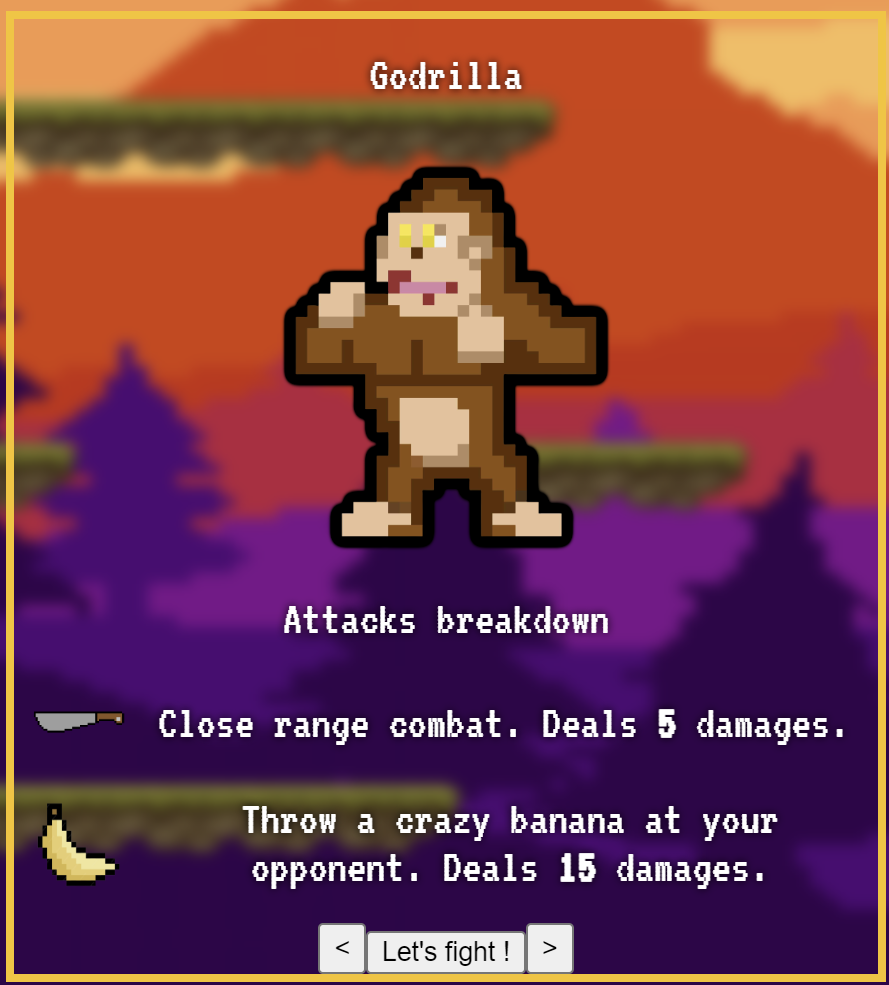 Godrilla
Attacks breakdown
Close range combat. Deals 5 damages.
Throw a crazy banana at your
opponent. Deals 15 damages.
< Let's fight ! >